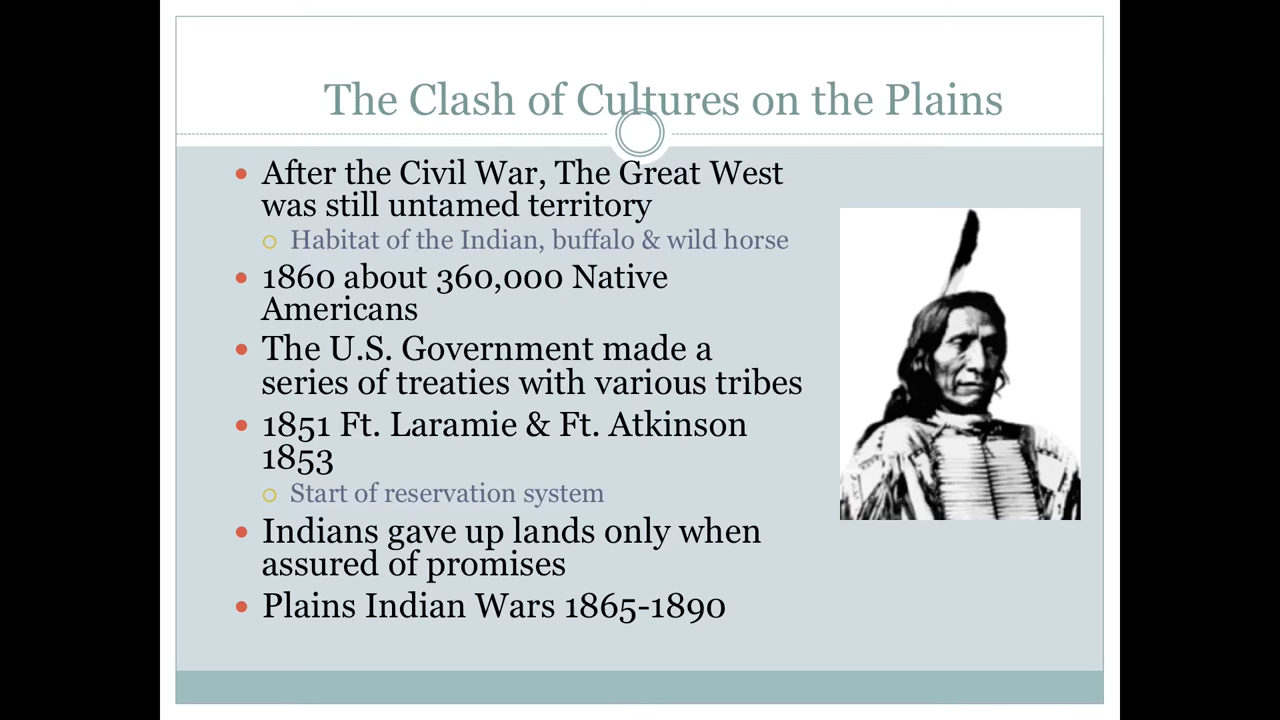 The Clash of Cultures on the Plains
• After the Civil War, The Great West
was still untamed territory
○ Habitat of the Indian, buffalo & wild horse
• 1860 about 360,000 Native
Americans
• The U.S. Government made a
series of treaties with various tribes
• 1851 Ft. Laramie & Ft. Atkinson
1853
○ Start of reservation system
• Indians gave up lands only when
assured of promises
• Plains Indian Wars 1865-1890